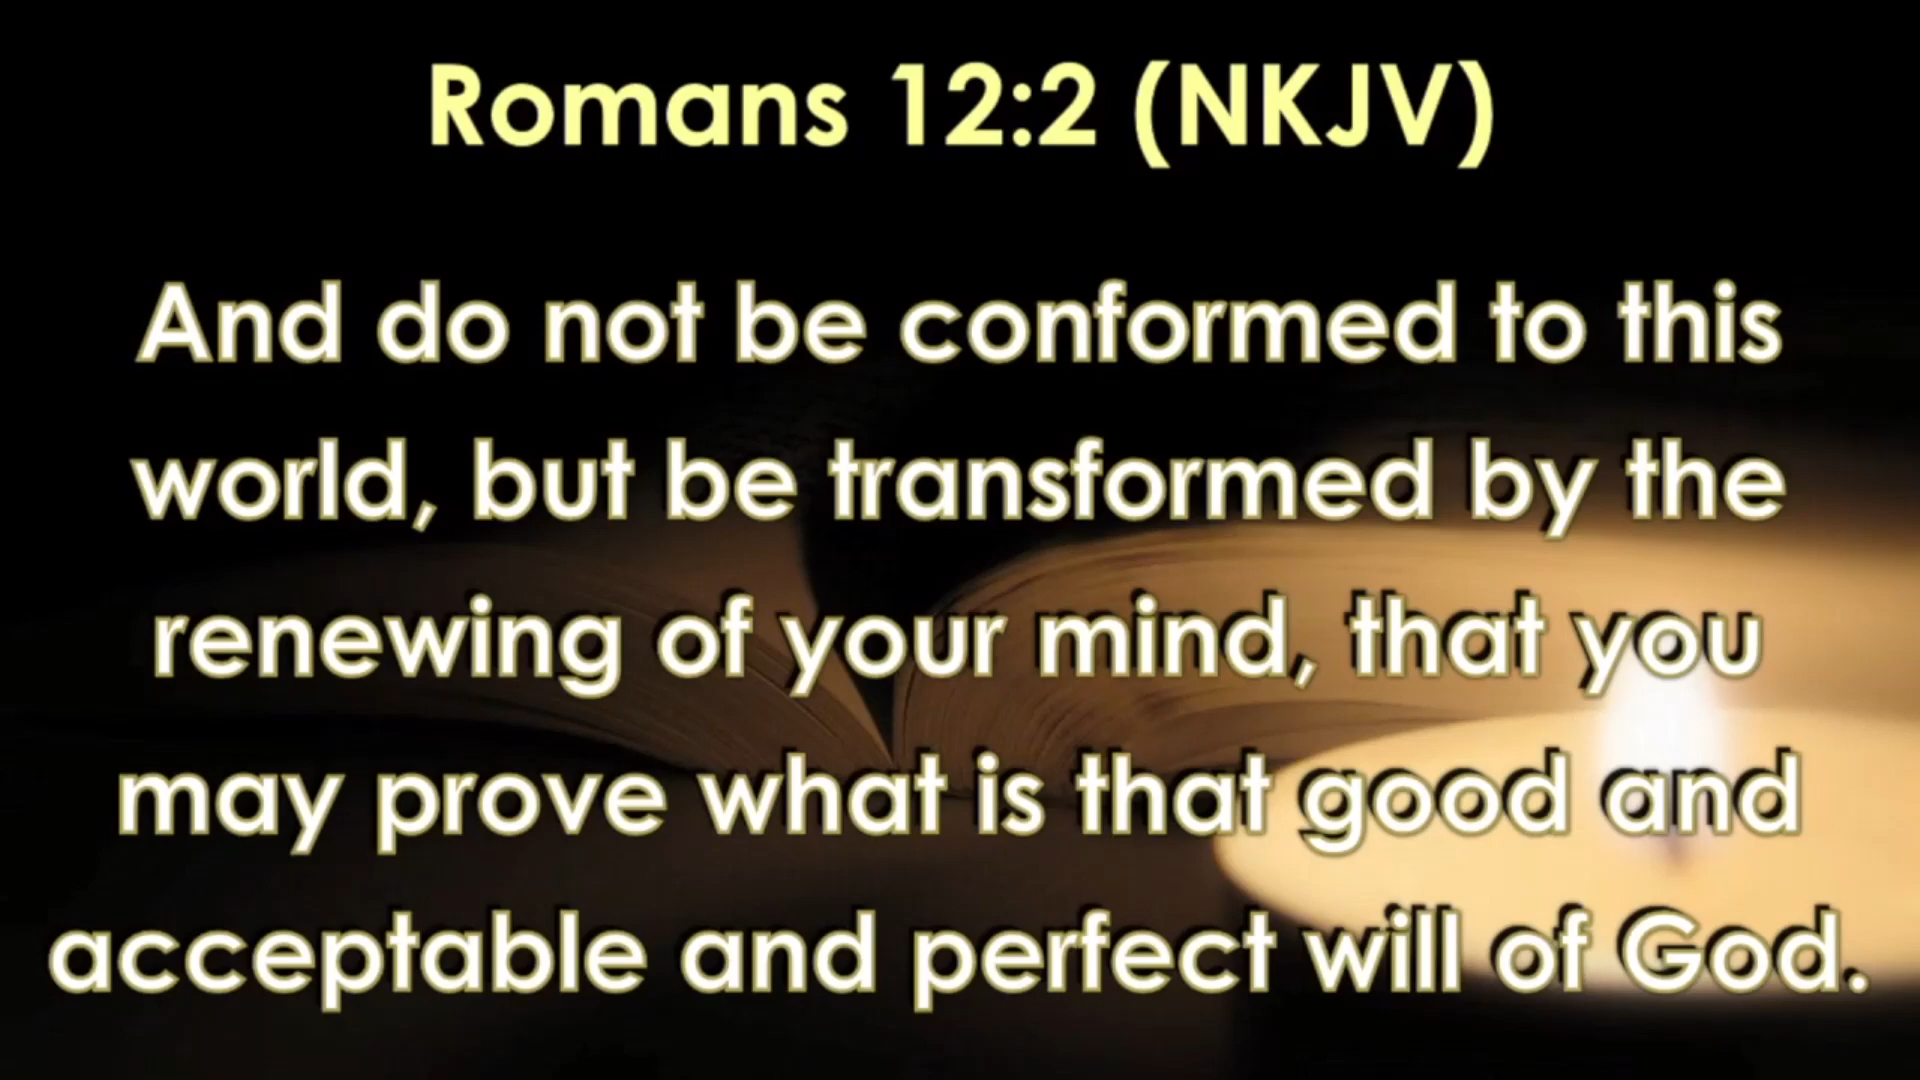 Romans 12:2 (NKJV)
And do not be conformed to this
world, but be transformed by the
renewing of your mind, that you
may prove what is that good and
acceptable and perfect will of God.